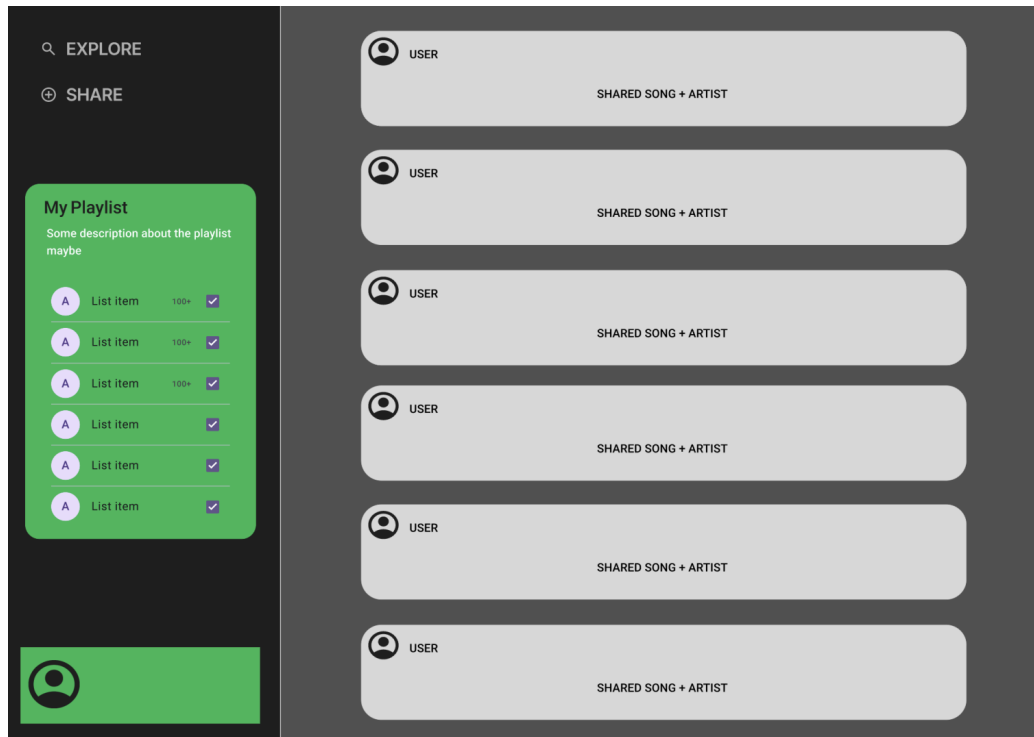 EXPLORE
SHARE
My Playlist
Some description about the playlist
maybe
A List item 100+
A List item 100+
A List item 100+
A List item
A List item
A List item
USER
SHARED SONG + ARTIST
USER
SHARED SONG + ARTIST
USER
SHARED SONG + ARTIST
USER
SHARED SONG + ARTIST
USER
SHARED SONG + ARTIST
USER
SHARED SONG + ARTIST